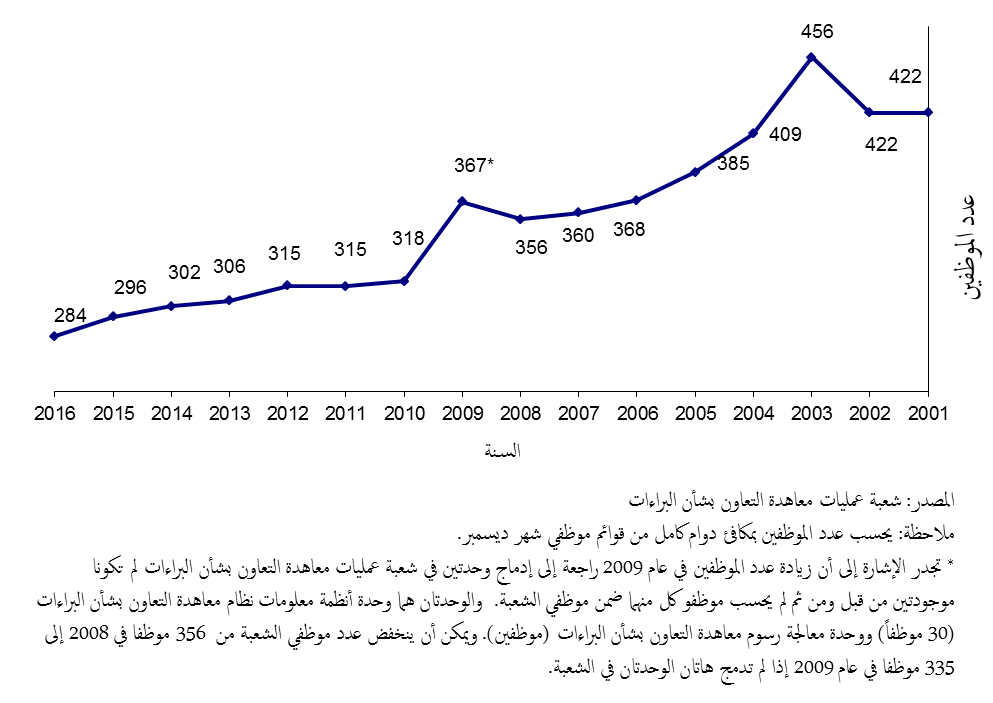 456
422
422
409
385
367*
368
360
356
318
315
315
306
302
296
284
عدد الموظفين
2016 2015 2014 2013 2012 2011 2010 2009 2008 2007 2006 2005 2004 2003 2002 2001
السنة
المصدر: شعبة عمليات معاهدة التعاون بشأن البراءات
ملاحظة: يحسب عدد الموظفين بمكافئ دوام كامل من قوائم موظفي شهر ديسمبر.
* تجدر الإشارة إلى أن زيادة عدد الموظفين في عام 2009 راجعة إلى إدماج وحدتين في شعبة عمليات معاهدة التعاون بشأن البراءات لم تكونا
موجودتين من قبل ومن ثم لم يحسب موظفو كل منهما ضمن موظفي الشعبة. والوحدتان هما وحدة أنظمة معلومات نظام معاهدة التعاون بشأن البراءات
(30 موظفاً) ووحدة معالجة رسوم معاهدة التعاون بشأن البراءات (موظفين). ويمكن أن ينخفض عدد موظفي الشعبة من 356 موظفا في 2008 إلى
335 موظفا في عام 2009 إذا لم تدمج هاتان الوحدتان في الشعبة.